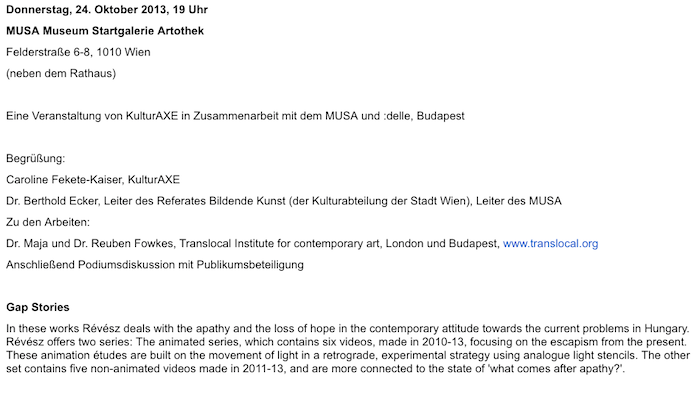 Donnerstag, 24. Oktober 2013, 19 Uhr
MUSA Museum Startgalerie Artothek
Felderstraße 6-8, 1010 Wien
(neben dem Rathaus)
Eine Veranstaltung von KulturAXE in Zusammenarbeit mit dem MUSA und :delle, Budapest
Begrüßung:
Caroline Fekete-Kaiser, KulturAXE
Dr. Berthold Ecker, Leiter des Referates Bildende Kunst (der Kulturabteilung der Stadt Wien), Leiter des MUSA
Zu den Arbeiten:
Dr. Maja und Dr. Reuben Fowkes, Translocal Institute for contemporary art, London und Budapest, www.translocal.org
Anschließend Podiumsdiskussion mit Publikumsbeteiligung
Gap Stories
In these works Révész deals with the apathy and the loss of hope in the contemporary attitude towards the current problems in Hungary.
Révész offers two series: The animated series, which contains six videos, made in 2010-13, focusing on the escapism from the present.
These animation études are built on the movement of light in a retrograde, experimental strategy using analogue light stencils. The other
set contains five non-animated videos made in 2011-13, and are more connected to the state of 'what comes after apathy?'.